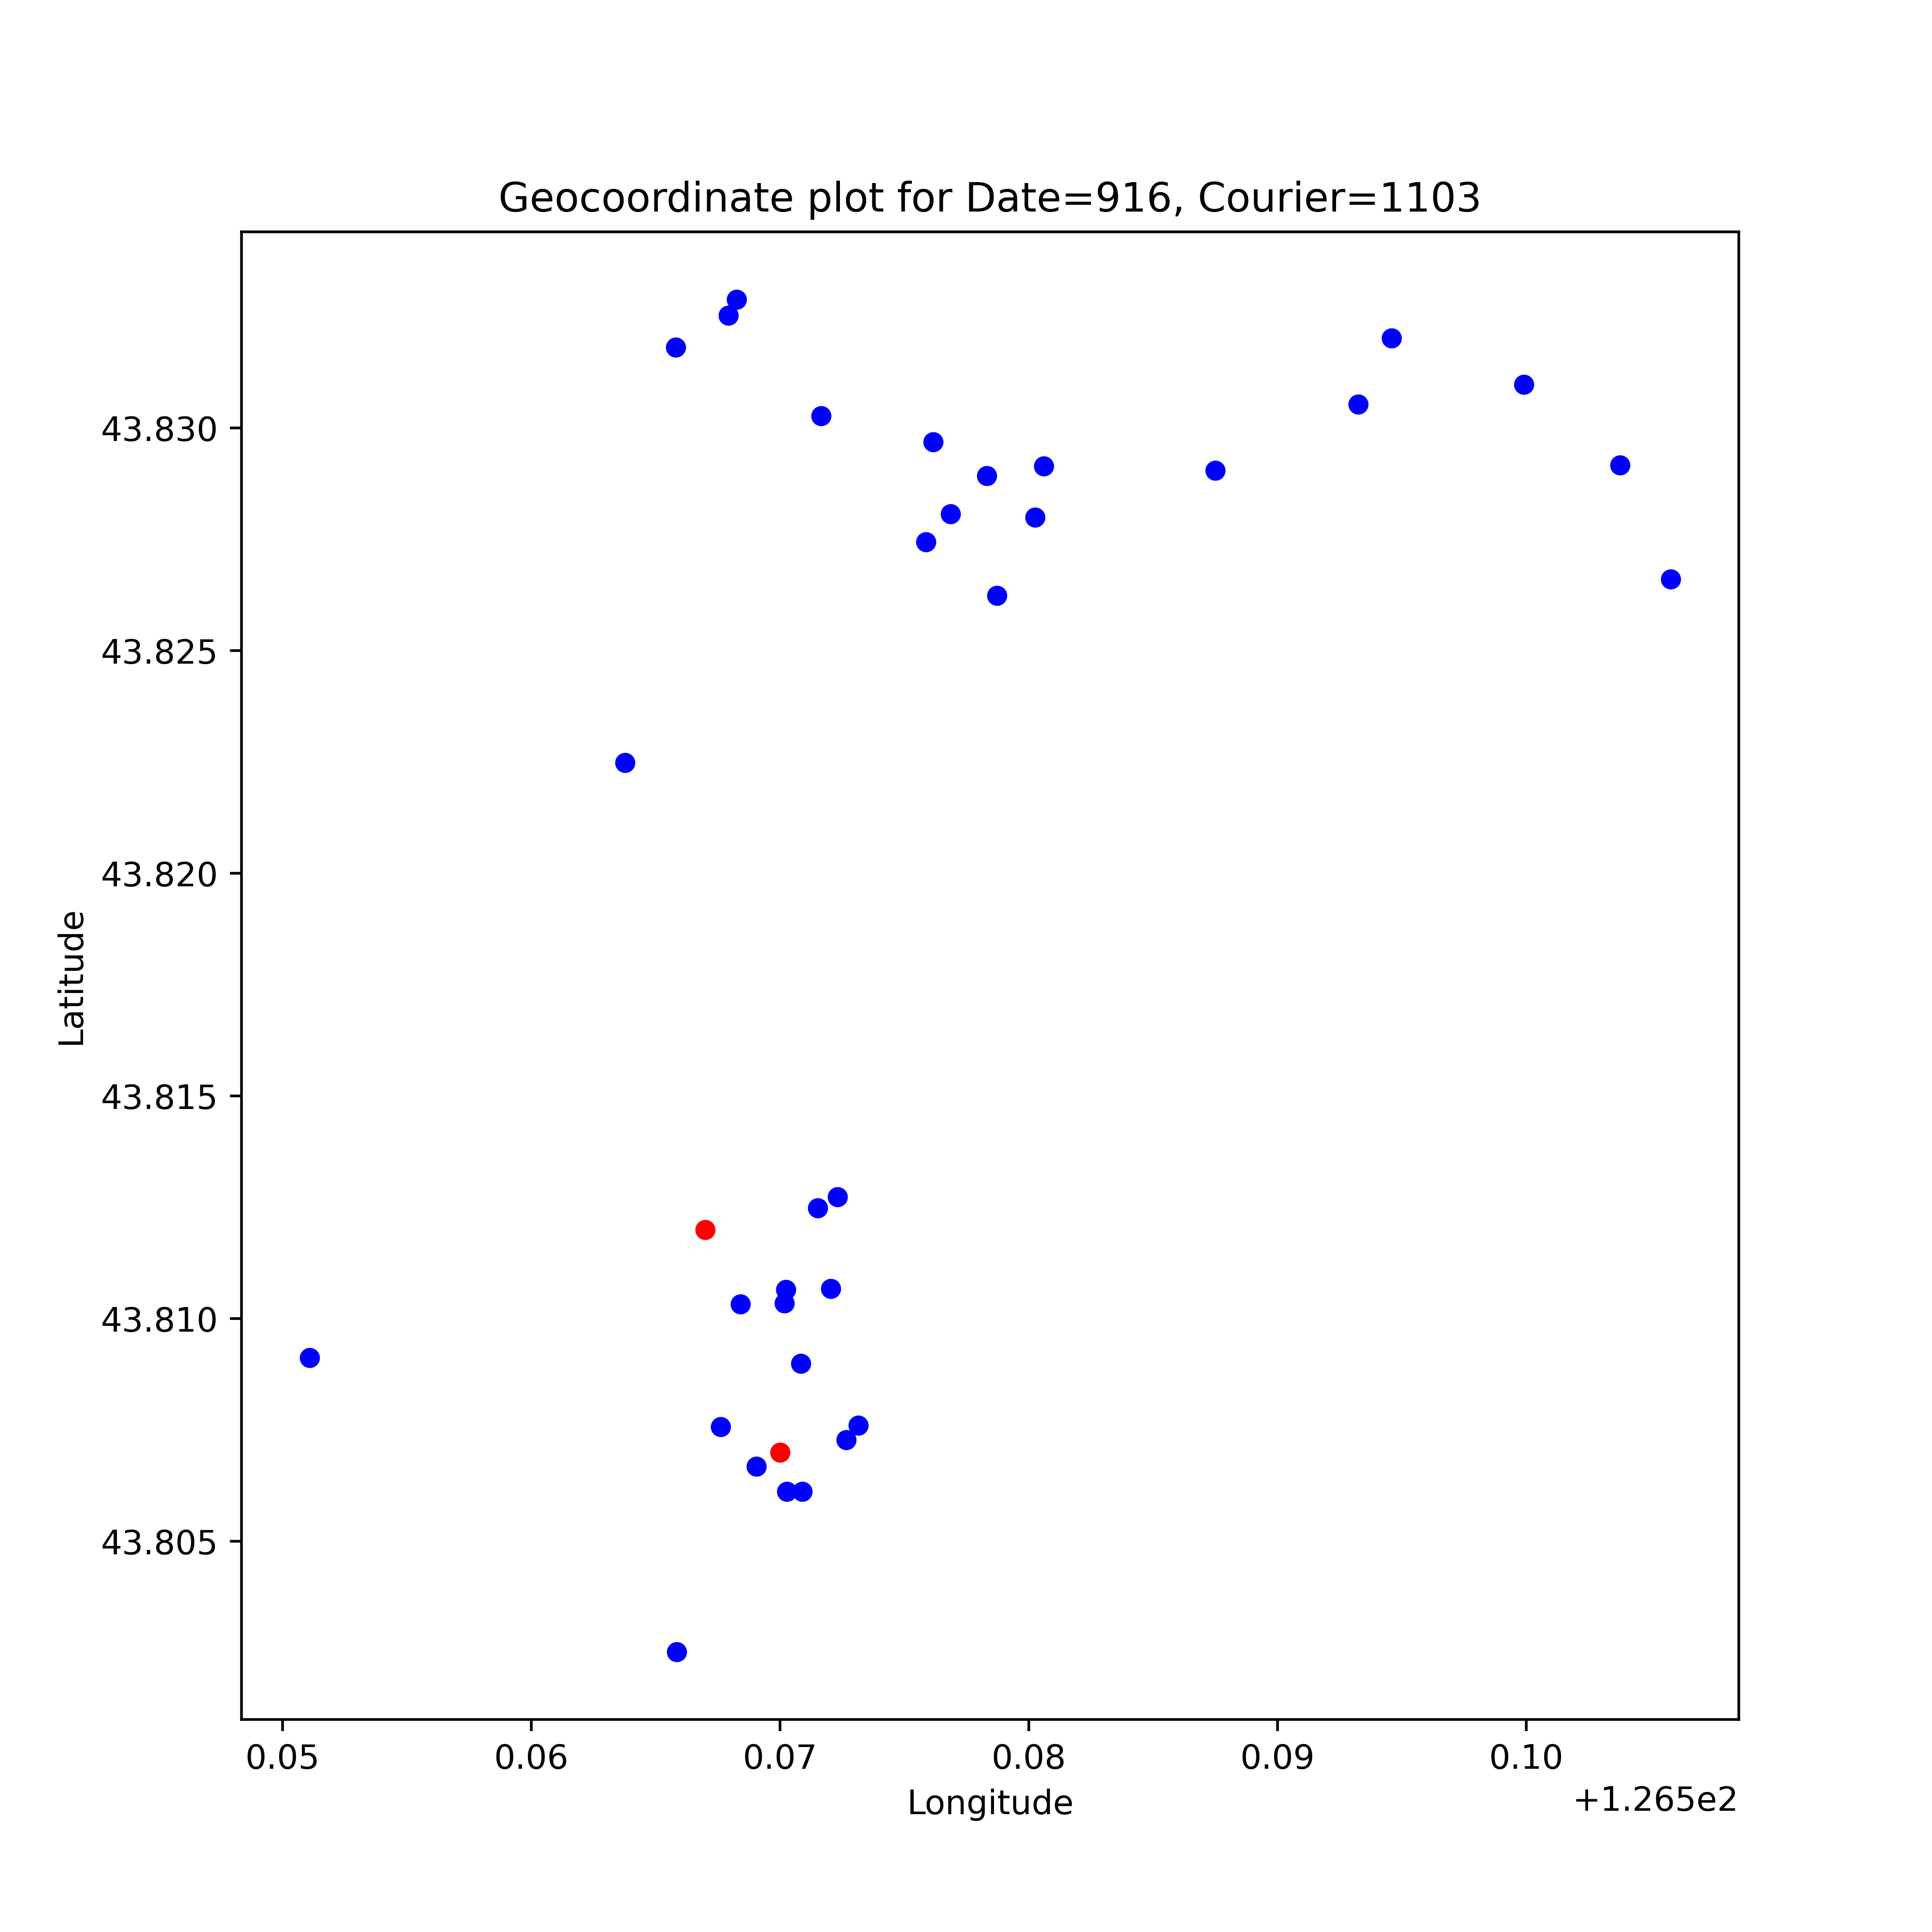 Geocoordinate plot for Date=916, Courier=1103
43.830
43.825
43.820
43.815
43.810
43.805
Latitude
0.05 0.06 0.07 0.08 0.09 0.10
Longitude
+1.265e2